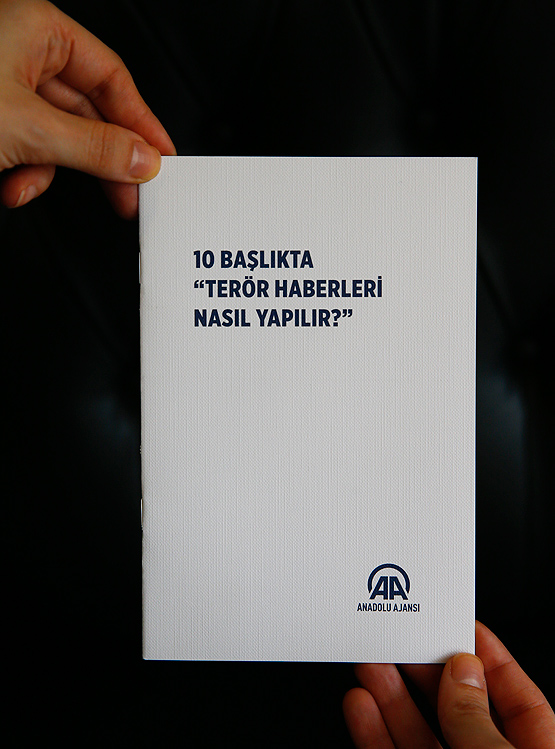 10 BAŞLIKTA
“TERÖR HABERLERİ
NASIL YAPILIR?”
AA
ANADOLU AJANSI